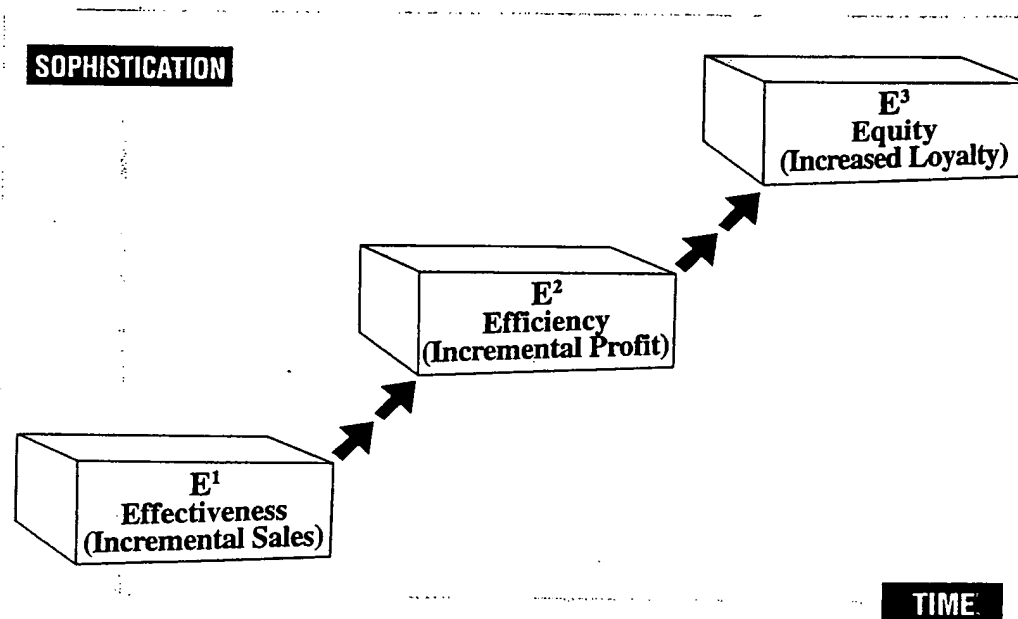 SOPHISTICATION
E³
Equity
(Increased Loyalty)
E²
Efficiency
(Incremental Profit)
E¹
Effectiveness
(Incremental Sales)
TIME